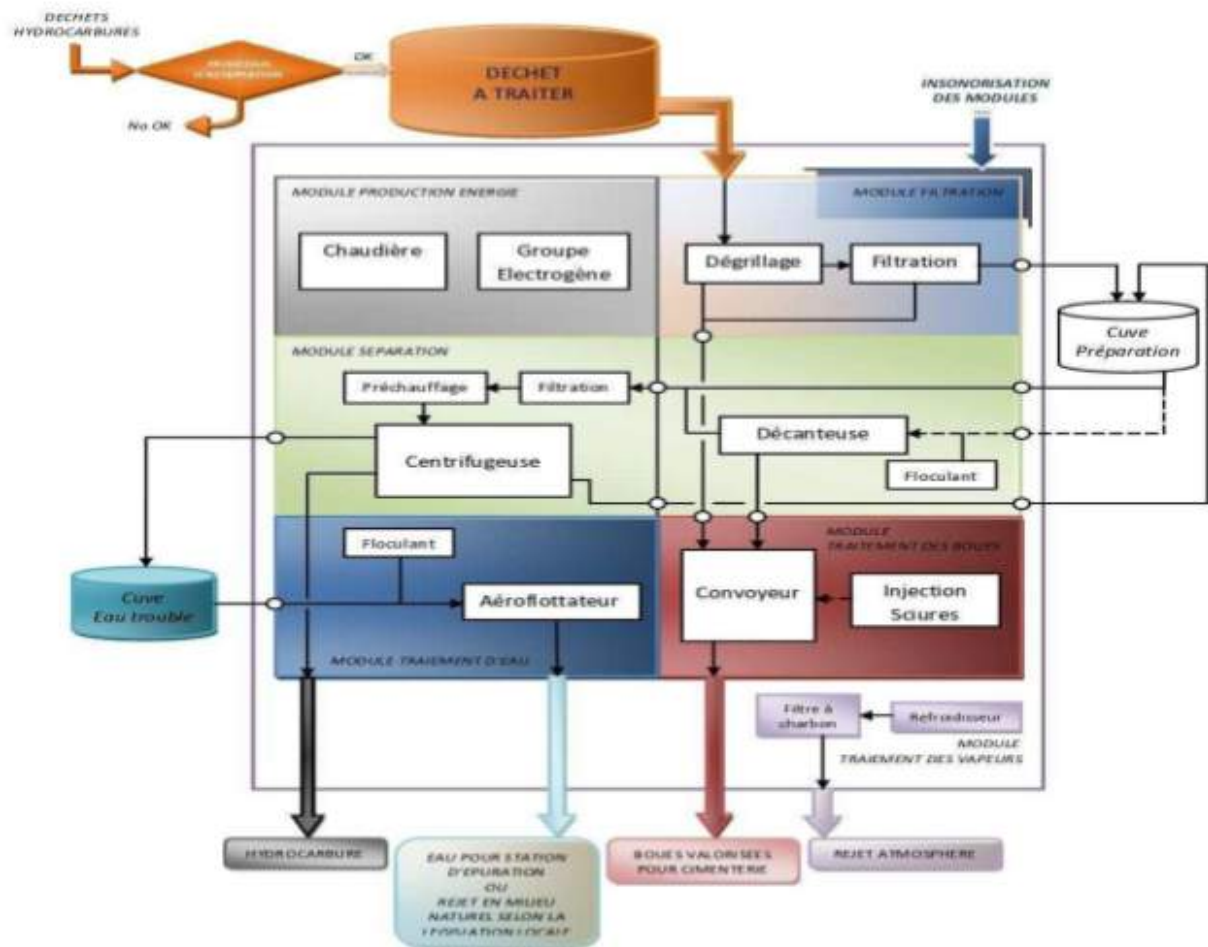 DECHETS
HYDROCARBURES
OK
No OK
DECHET
A TRAITER
INSONORISATION
DES MODULES
MODULE PRODUCTION ENERGIE
Chaudière
Groupe
Electrogène
MODULE FILTRATION
Dégrillage
Filtration
Cuve
Préparation
MODULE SEPARATION
Préchauffage
Filtration
Centrifugeuse
Décanteuse
Floculant
Cuve
Eau trouble
Floculant
Aéroflottateur
MODULE TRAIEMENT D'EAU
MODULE
TRAITEMENT DES BOUES
Convoyeur
Injection
Sciures
Filtre à
charbon
Refroidisseur
MODULE
TRAIEMENT DES VAPEURS
HYDROCARBURE
EAU POUR STATION
D'EPURATION
OU
REJET EN MILIEU
NATUREL SELON LA
LEGISLATION LOCALE
BOUES VALORISEES
POUR CIMENTERIE
REJET ATMOSPHERE